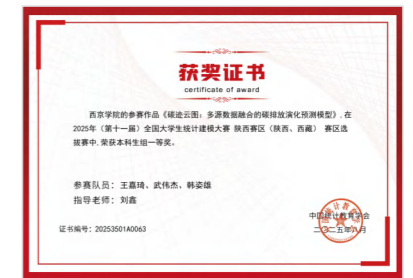 获奖证书
certificate of award
西京学院的参赛作品《碳迹云图：多源数据融合的碳排放演化预测模型》，在
2025年（第十一届）全国大学生统计建模大赛 陕西赛区（陕西、西藏） 赛区选
拔赛中，荣获本科生组一等奖。
参赛队员：王嘉琦、武伟杰、韩姿雄
指导老师：刘鑫
中国统计教育学会
证书编号：20253501A0063
二〇二五年八月